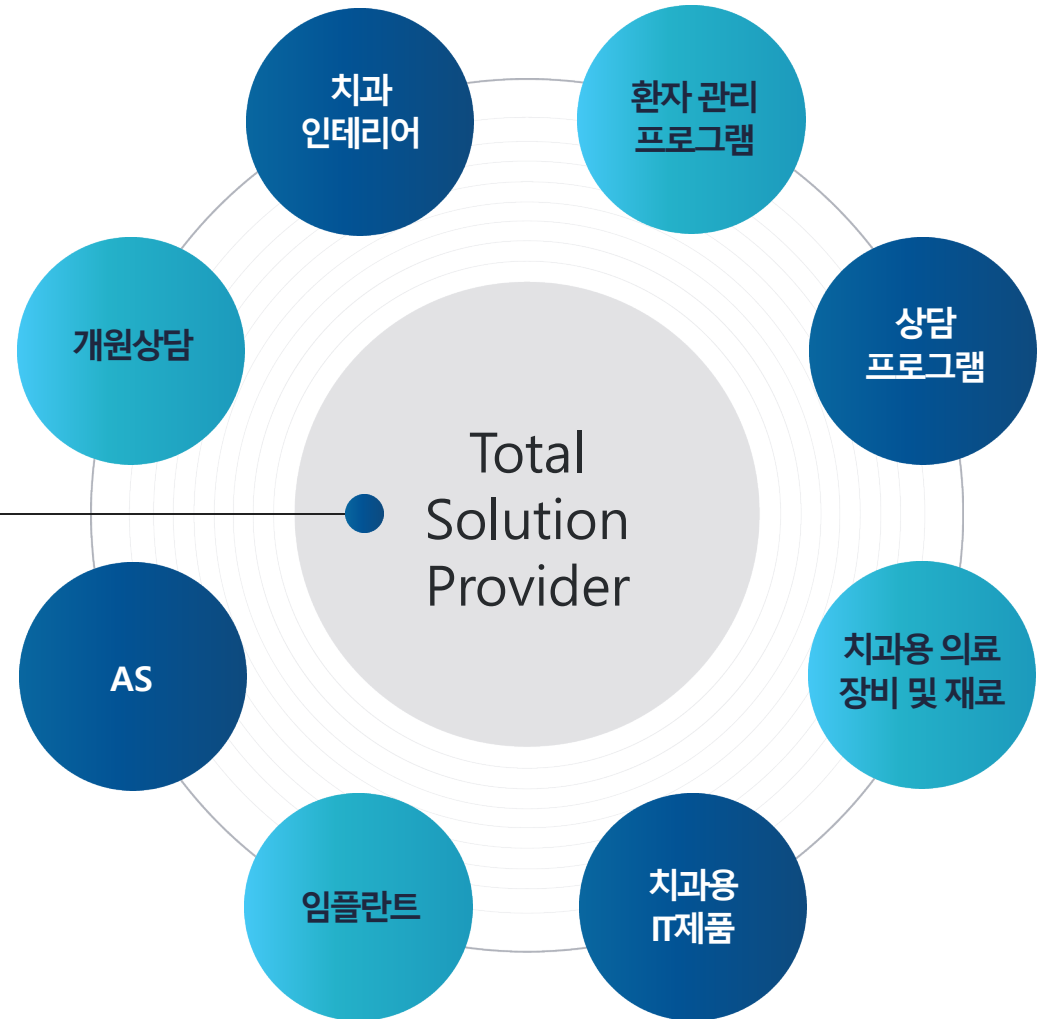 치과
인테리어
환자 관리
프로그램
개원상담
상담
프로그램
Total
Solution
Provider
AS
치과용 의료
장비 및 재료
임플란트
치과용
IT제품